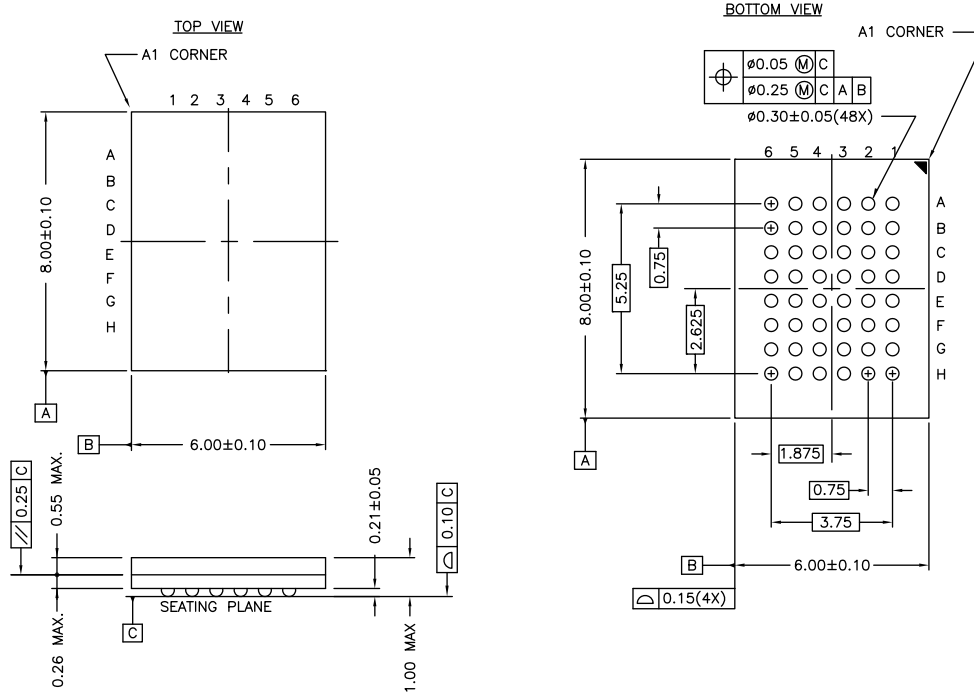 TOP VIEW
A1 CORNER
1 2 3 4 5 6
A
B
C
D
E
F
G
H
8.00±0.10
A
B
6.00±0.10
// 0.25 C
0.55 MAX.
0.21±0.05
⌓ 0.10 C
SEATING PLANE
C
0.26 MAX.
1.00 MAX
BOTTOM VIEW
A1 CORNER
⌖ ø0.05 Ⓜ C
ø0.25 Ⓜ C A B
ø0.30±0.05(48X)
6 5 4 3 2 1
A
B
C
D
E
F
G
H
8.00±0.10
5.25
0.75
2.625
A
1.875
0.75
3.75
B
6.00±0.10
⌓ 0.15(4X)